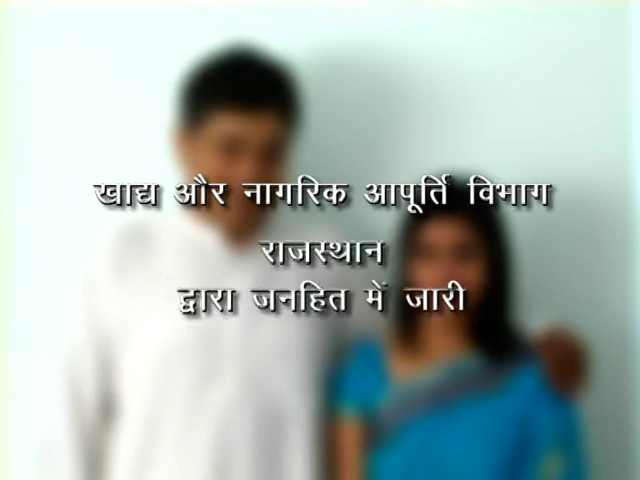 खाद्य और नागरिक आपूर्ति विभाग
राजस्थान
द्वारा जनहित में जारी